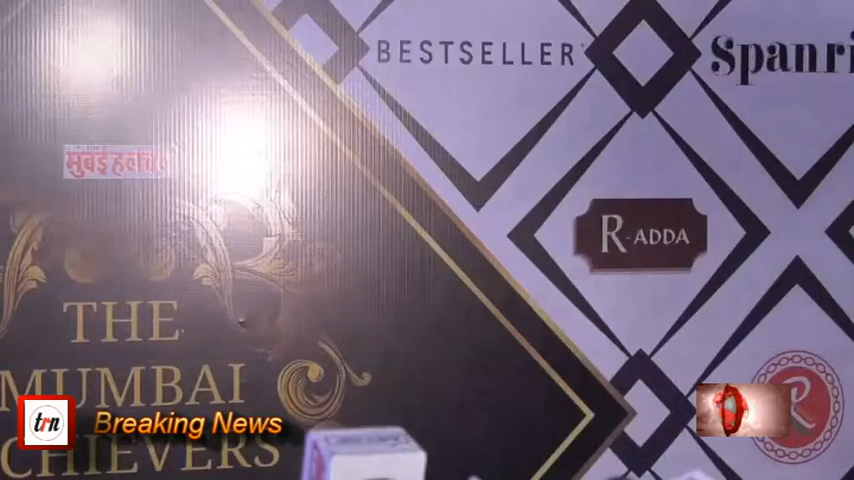 BESTSELLER
Spanri
मुंबई हलचल
R-ADDA
THE
MUMBAI
CHIEVERS
trn
Breaking News
R